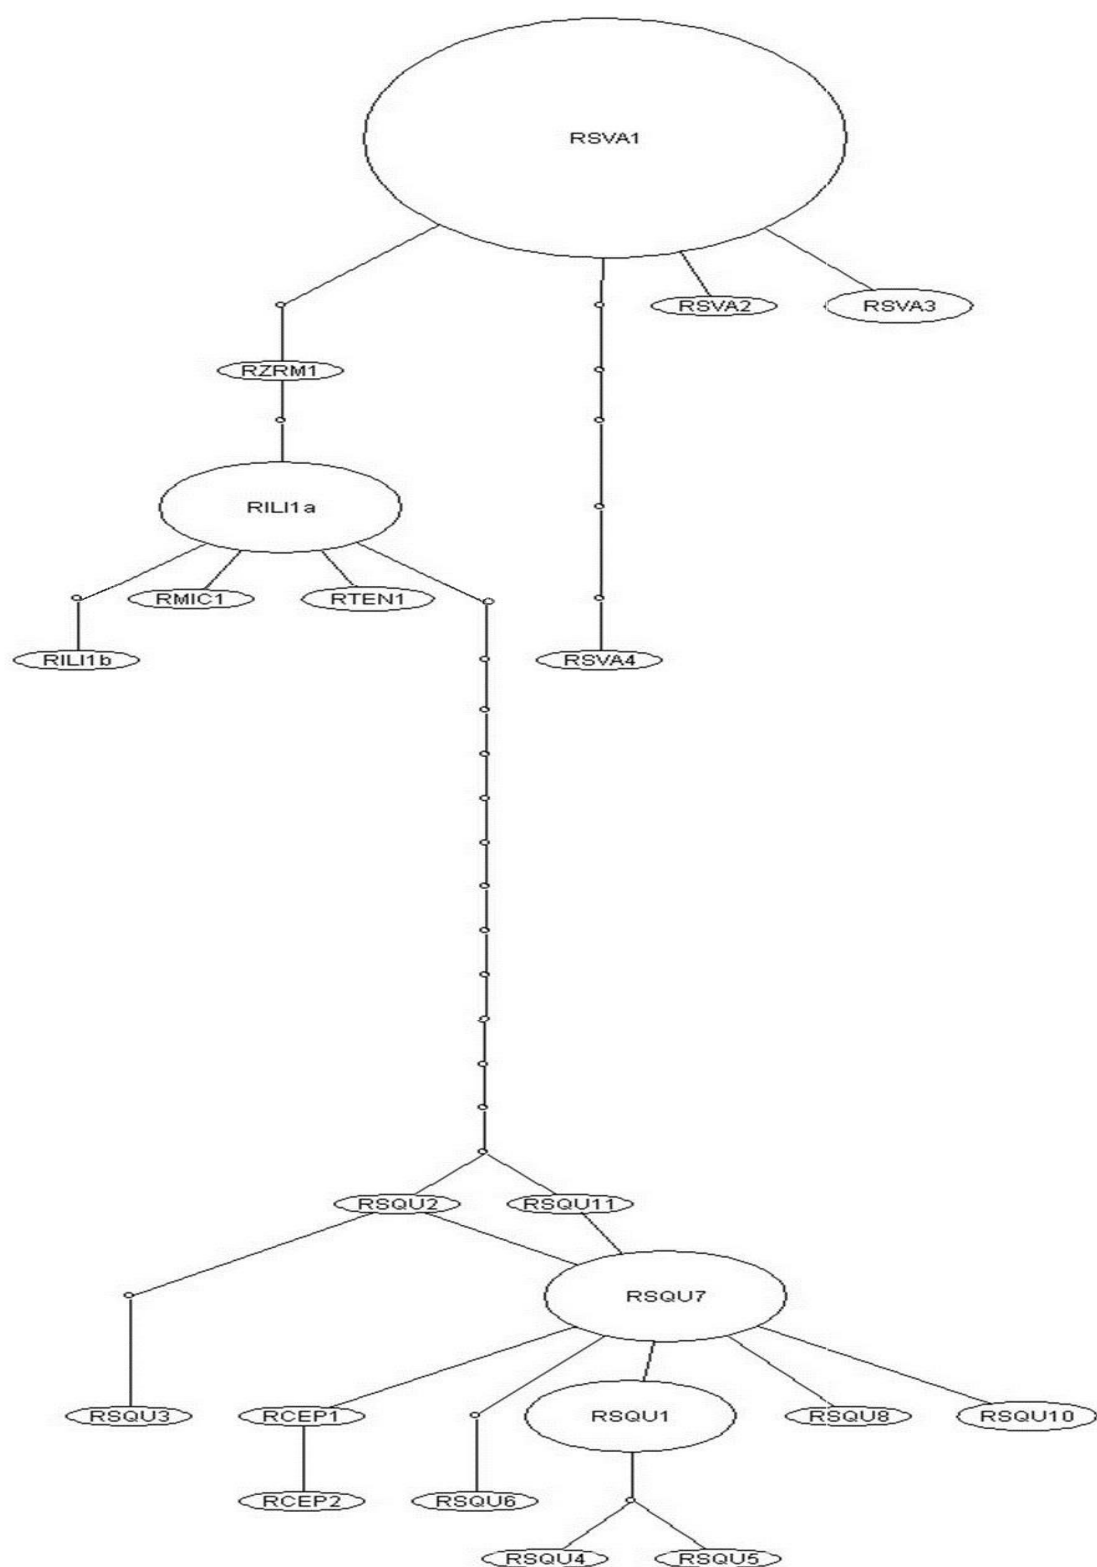 RSVA1
RSVA2
RSVA3
RZRM1
RILI1a
RMIC1
RTEN1
RILI1b
RSVA4
RSQU2
RSQU11
RSQU7
RSQU3
RCEP1
RSQU1
RSQU8
RSQU10
RCEP2
RSQU6
RSQU4
RSQU5